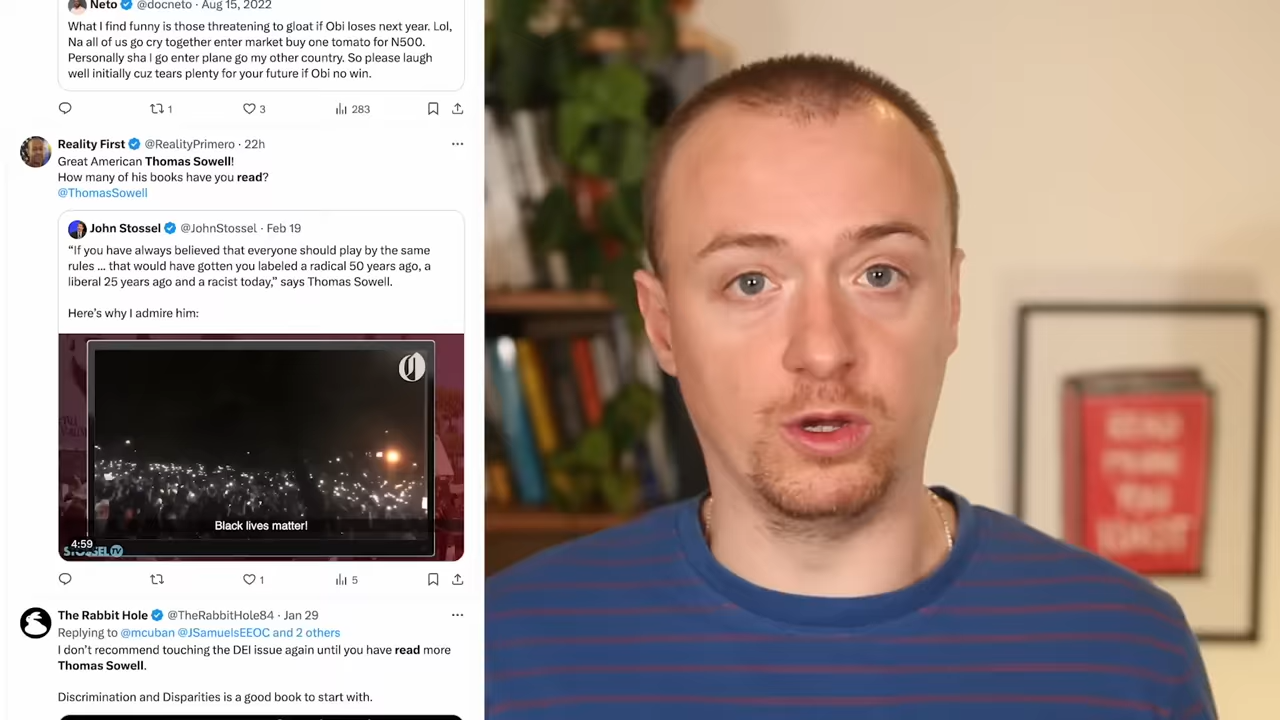 Neto @docneto · Aug 15, 2022
What I find funny is those threatening to gloat if Obi loses next year. Lol,
Na all of us go cry together enter market buy one tomato for N500.
Personally sha I go enter plane go my other country. So please laugh
well initially cuz tears plenty for your future if Obi no win.
1 3 283
Reality First @RealityPrimero · 22h
Great American Thomas Sowell!
How many of his books have you read?
@ThomasSowell
John Stossel @JohnStossel · Feb 19
“If you have always believed that everyone should play by the same
rules ... that would have gotten you labeled a radical 50 years ago, a
liberal 25 years ago and a racist today,” says Thomas Sowell.
Here’s why I admire him:
Black lives matter!
4:59
STOSSEL TV
1 5
The Rabbit Hole @TheRabbitHole84 · Jan 29
Replying to @mcuban @JSamuelsEEOC and 2 others
I don’t recommend touching the DEI issue again until you have read more
Thomas Sowell.
Discrimination and Disparities is a good book to start with.
READ
MORE
YOU
IDIOT